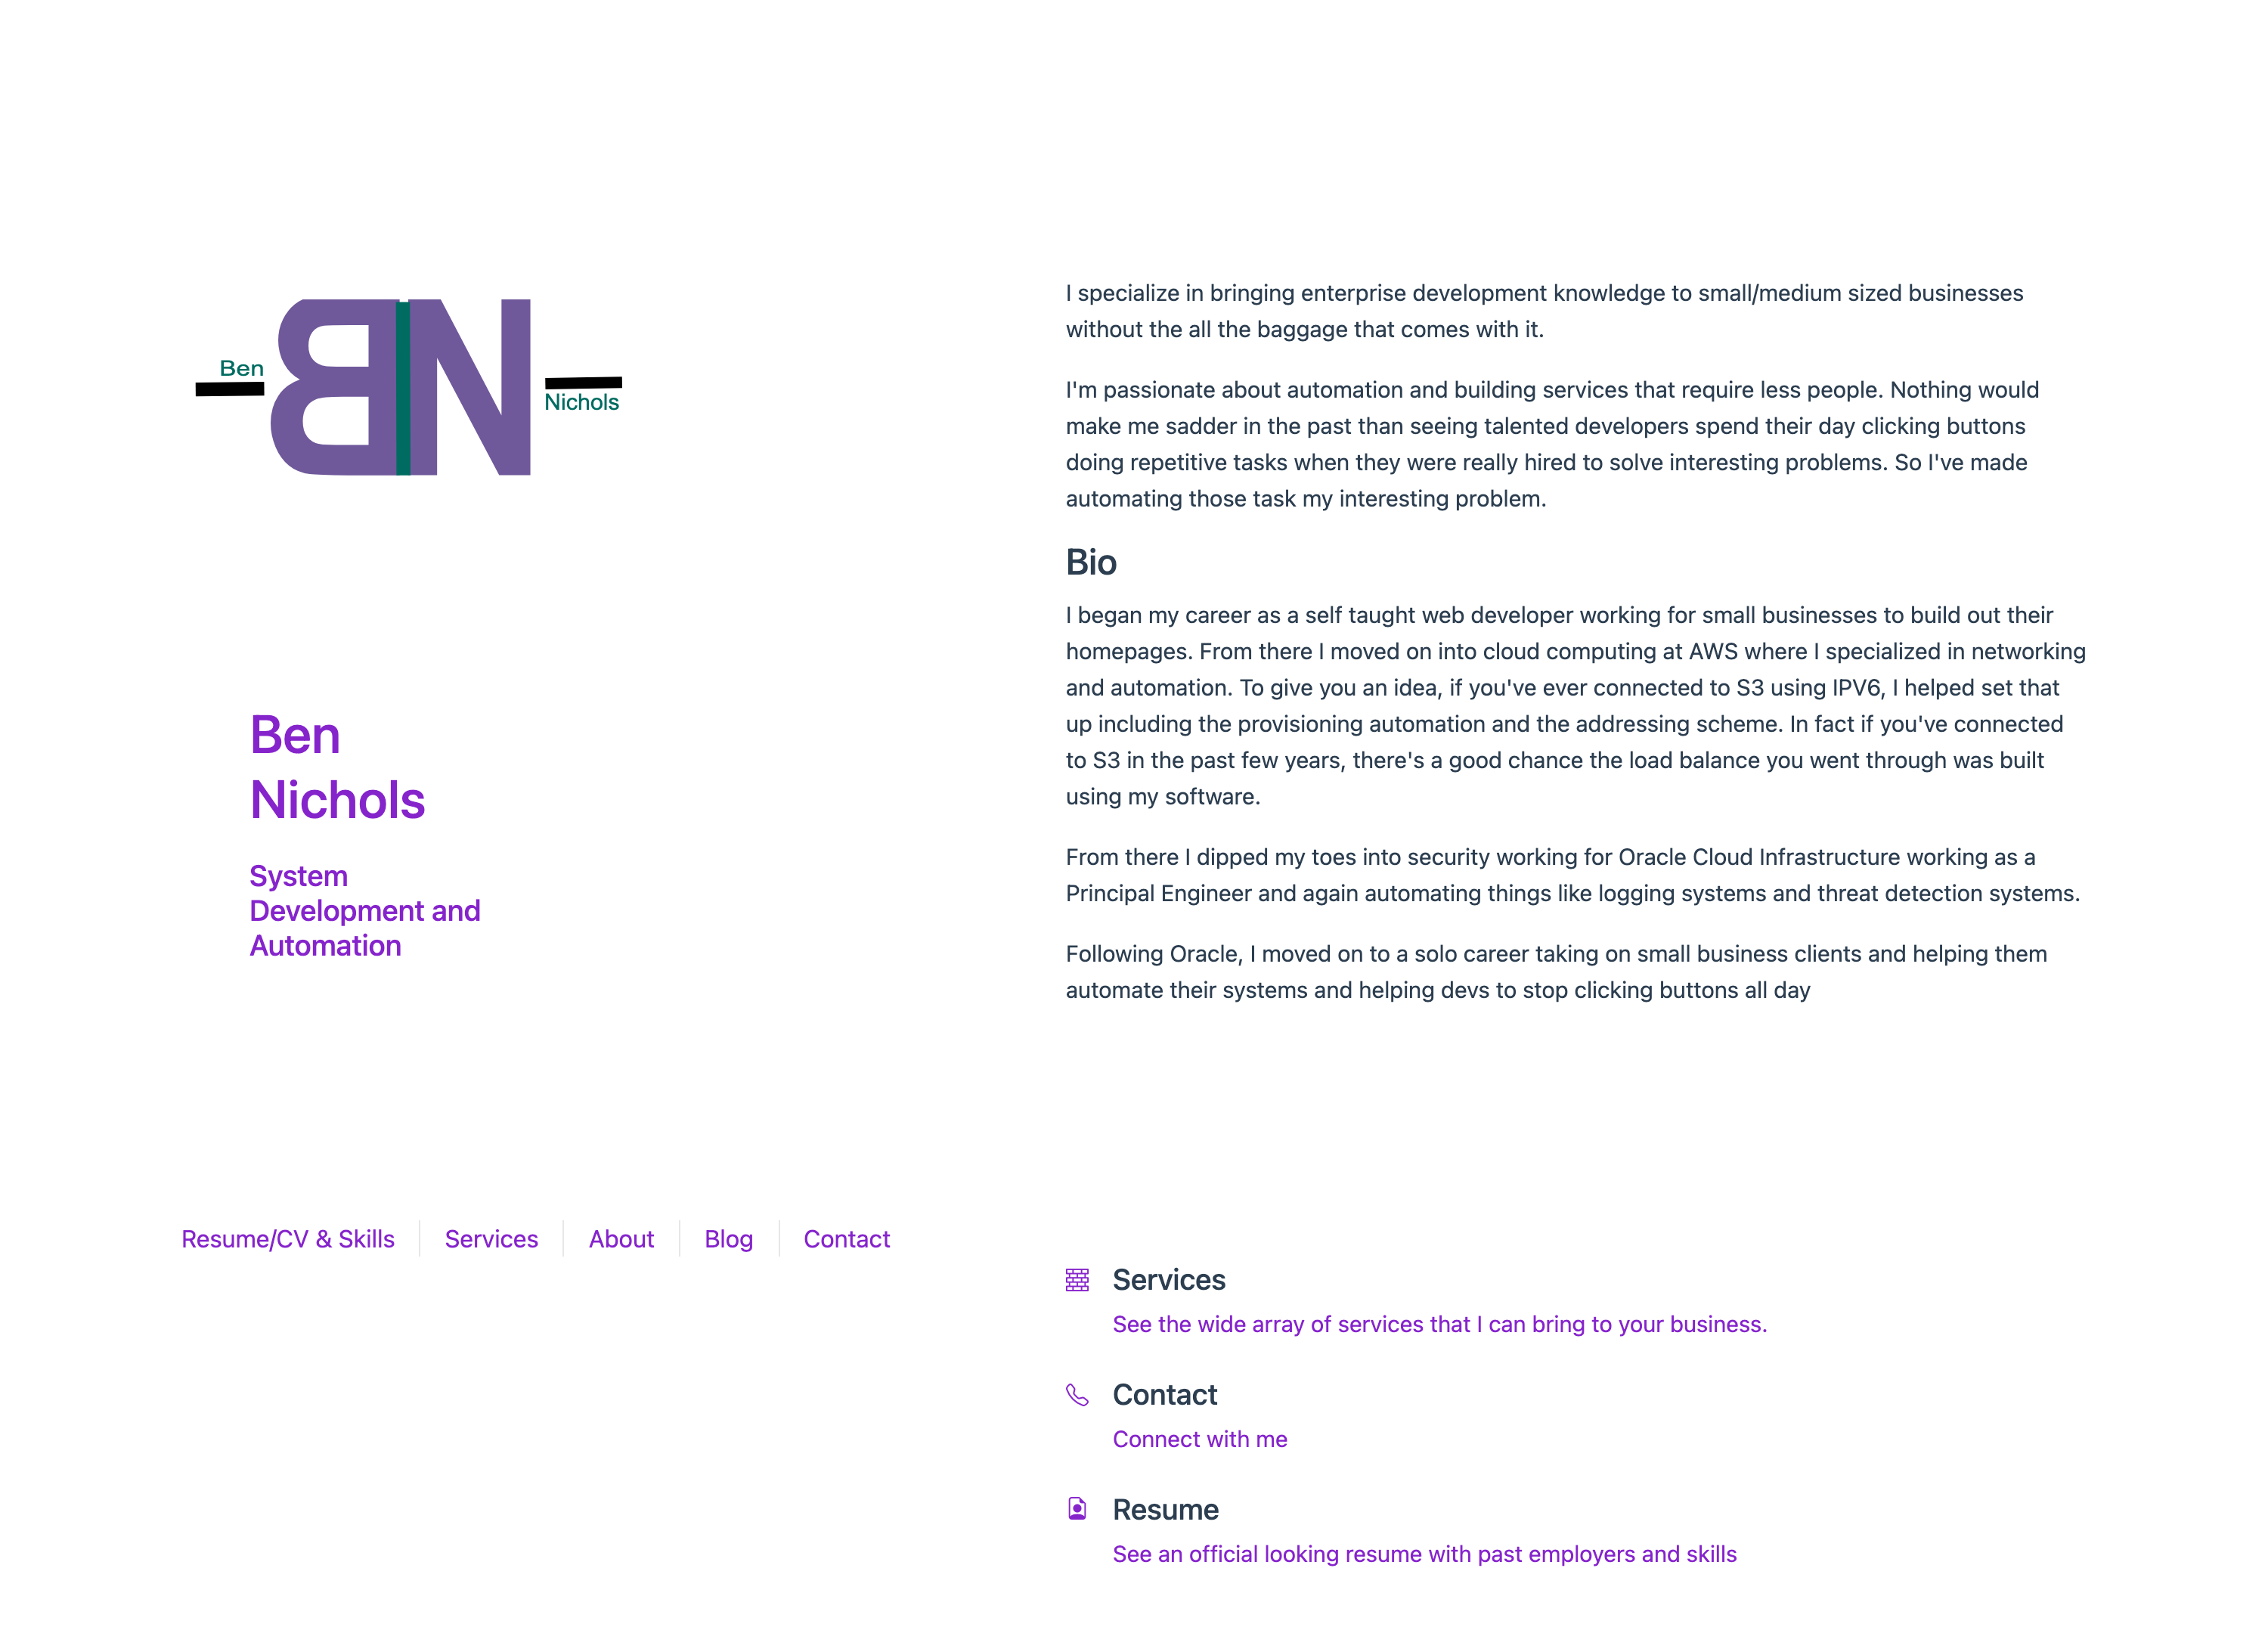 Ben
BN
Nichols
Ben
Nichols
System
Development and
Automation
Resume/CV & Skills
Services
About
Blog
Contact
I specialize in bringing enterprise development knowledge to small/medium sized businesses
without the all the baggage that comes with it.
I'm passionate about automation and building services that require less people. Nothing would
make me sadder in the past than seeing talented developers spend their day clicking buttons
doing repetitive tasks when they were really hired to solve interesting problems. So I've made
automating those task my interesting problem.
Bio
I began my career as a self taught web developer working for small businesses to build out their
homepages. From there I moved on into cloud computing at AWS where I specialized in networking
and automation. To give you an idea, if you've ever connected to S3 using IPV6, I helped set that
up including the provisioning automation and the addressing scheme. In fact if you've connected
to S3 in the past few years, there's a good chance the load balance you went through was built
using my software.
From there I dipped my toes into security working for Oracle Cloud Infrastructure working as a
Principal Engineer and again automating things like logging systems and threat detection systems.
Following Oracle, I moved on to a solo career taking on small business clients and helping them
automate their systems and helping devs to stop clicking buttons all day
Services
See the wide array of services that I can bring to your business.
Contact
Connect with me
Resume
See an official looking resume with past employers and skills